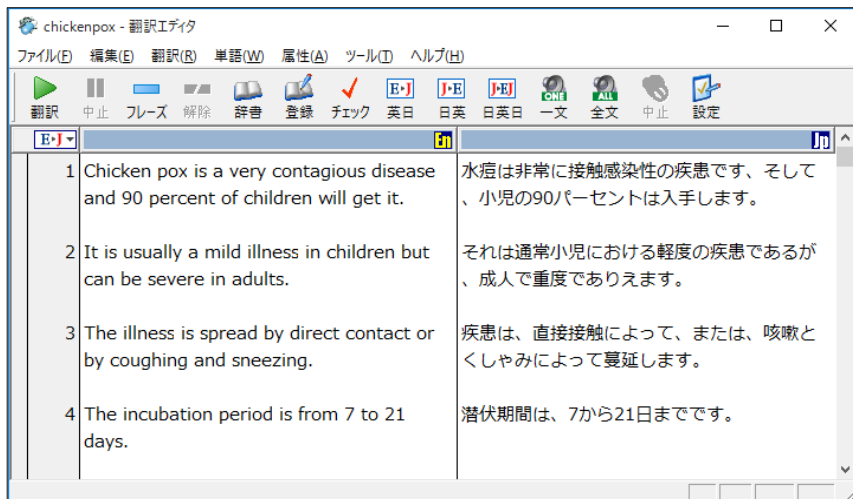 chickenpox - 翻訳エディタ
ファイル(F) 編集(E) 翻訳(R) 単語(W) 属性(A) ツール(T) ヘルプ(H)
E▸J J▸E J▸EJ ONE ALL
翻訳 中止 フレーズ 解除 辞書 登録 チェック 英日 日英 日英日 一文 全文 中止 設定
E▸J En Jp
1 Chicken pox is a very contagious disease
and 90 percent of children will get it.
水痘は非常に接触感染性の疾患です、そして
、小児の90パーセントは入手します。
2 It is usually a mild illness in children but
can be severe in adults.
それは通常小児における軽度の疾患であるが
、成人で重度でありえます。
3 The illness is spread by direct contact or
by coughing and sneezing.
疾患は、直接接触によって、または、咳嗽と
くしゃみによって蔓延します。
4 The incubation period is from 7 to 21
days.
潜伏期間は、7から21日までです。